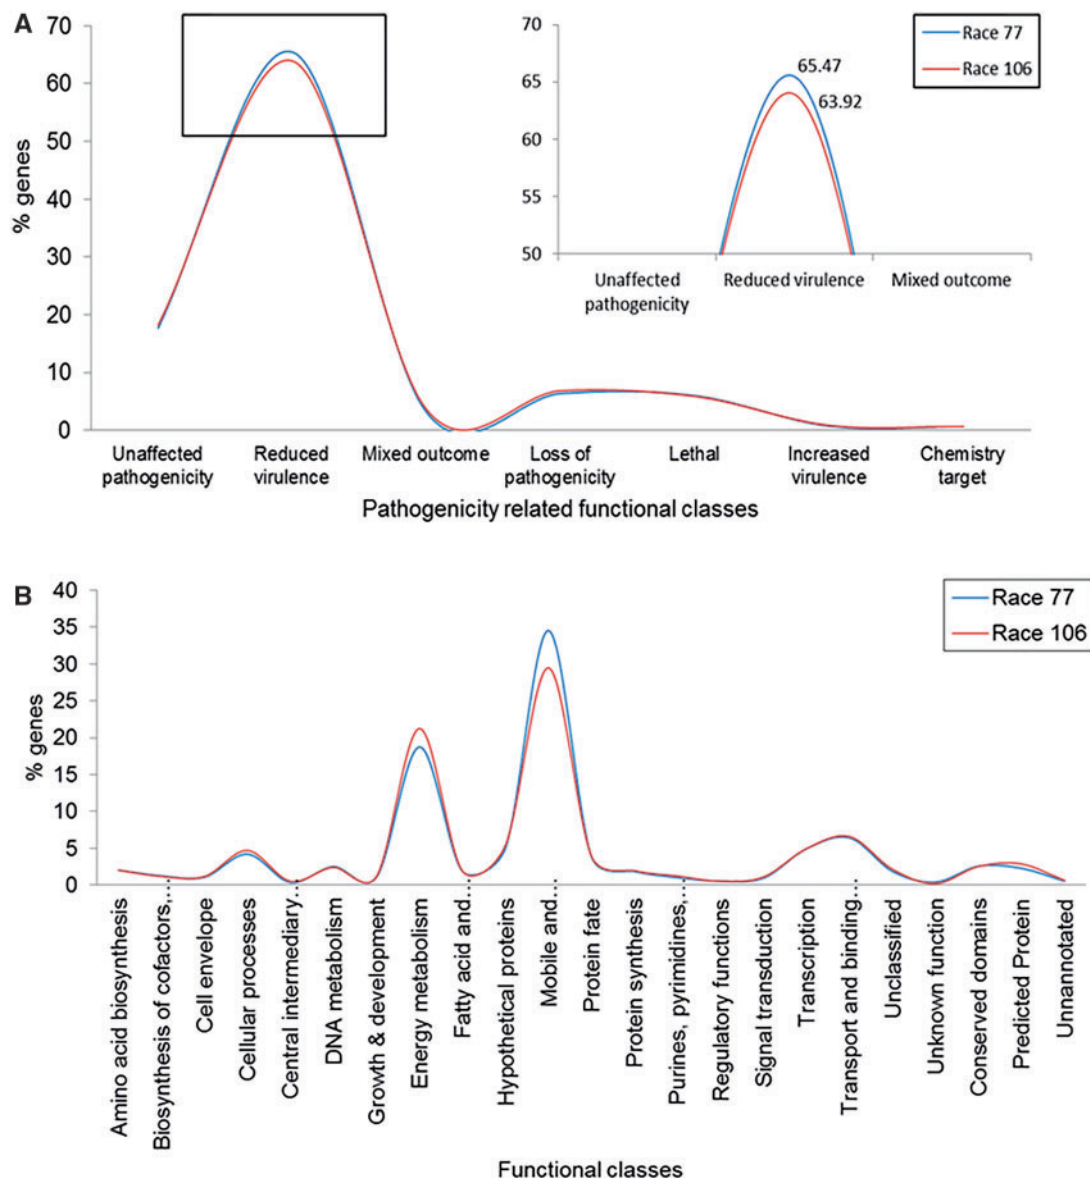 A
% genes
70
60
50
40
30
20
10
0
Unaffected
pathogenicity
Reduced
virulence
Mixed outcome
Loss of
pathogenicity
Lethal
Increased
virulence
Chemistry
target
Pathogenicity related functional classes
70
65
60
55
50
65.47
63.92
Unaffected
pathogenicity
Reduced virulence
Mixed outcome
Race 77
Race 106
B
% genes
40
35
30
25
20
15
10
5
0
Race 77
Race 106
Amino acid biosynthesis
Biosynthesis of cofactors,..
Cell envelope
Cellular processes
Central intermediary..
DNA metabolism
Growth & development
Energy metabolism
Fatty acid and..
Hypothetical proteins
Mobile and..
Protein fate
Protein synthesis
Purines, pyrimidines,..
Regulatory functions
Signal transduction
Transcription
Transport and binding..
Unclassified
Unknown function
Conserved domains
Predicted Protein
Unannotated
Functional classes